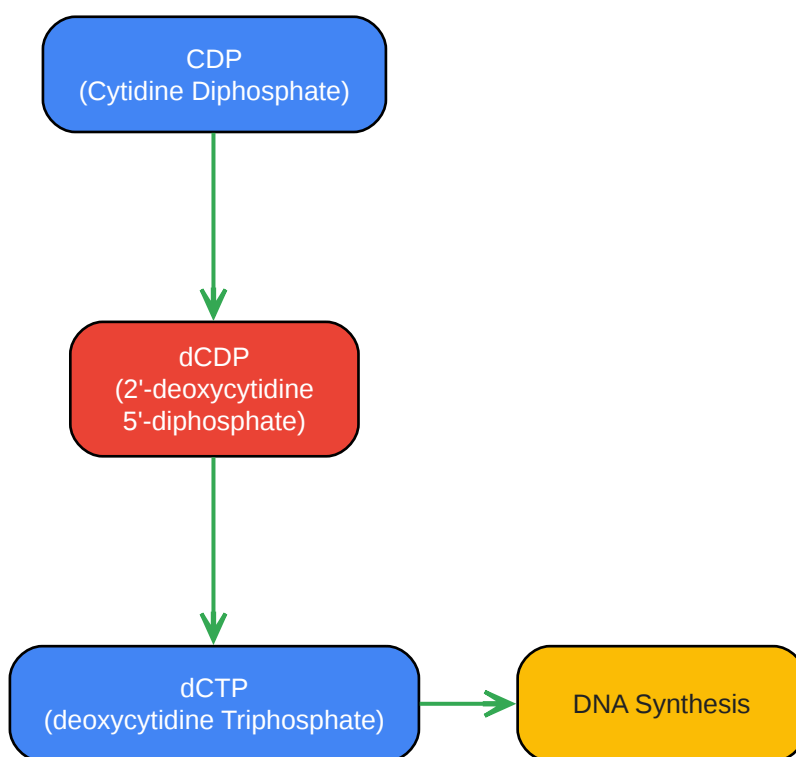 CDP
(Cytidine Diphosphate)
dCDP
(2'-deoxycytidine
5'-diphosphate)
dCTP
(deoxycytidine Triphosphate)
DNA Synthesis